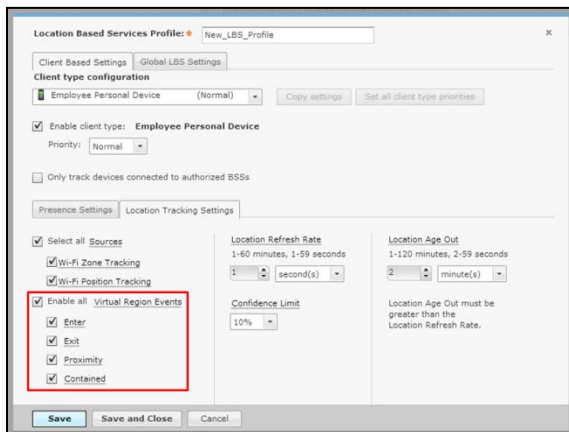 Location Based Services Profile:* New_LBS_Profile ×
Client Based Settings Global LBS Settings
Client type configuration
Employee Personal Device (Normal) Copy settings Set all client type priorities
Enable client type: Employee Personal Device
Priority: Normal
Only track devices connected to authorized BSSs
Presence Settings Location Tracking Settings
Select all Sources
Wi-Fi Zone Tracking
Wi-Fi Position Tracking
Enable all Virtual Region Events
Enter
Exit
Proximity
Contained
Location Refresh Rate
1-60 minutes, 1-59 seconds
1 second(s)
Confidence Limit
10%
Location Age Out
1-120 minutes, 2-59 seconds
2 minute(s)
Location Age Out must be
greater than the
Location Refresh Rate.
Save Save and Close Cancel